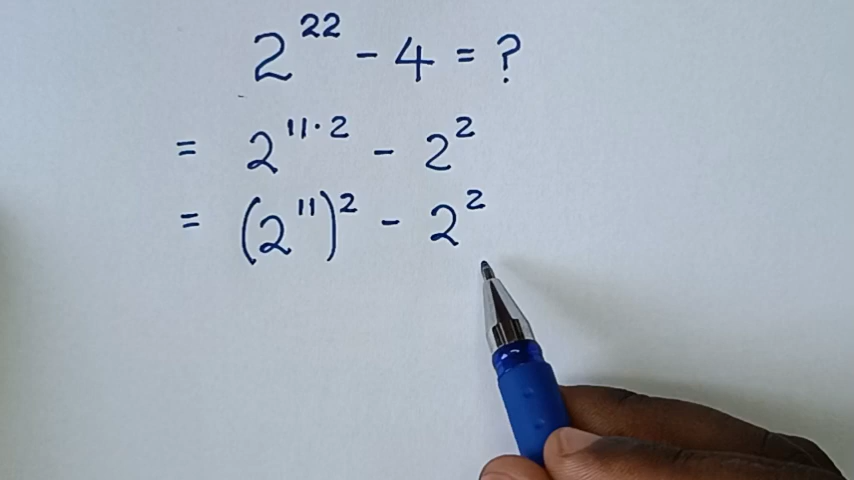 2^22 - 4 = ?
= 2^11·2 - 2^2
= (2^11)^2 - 2^2